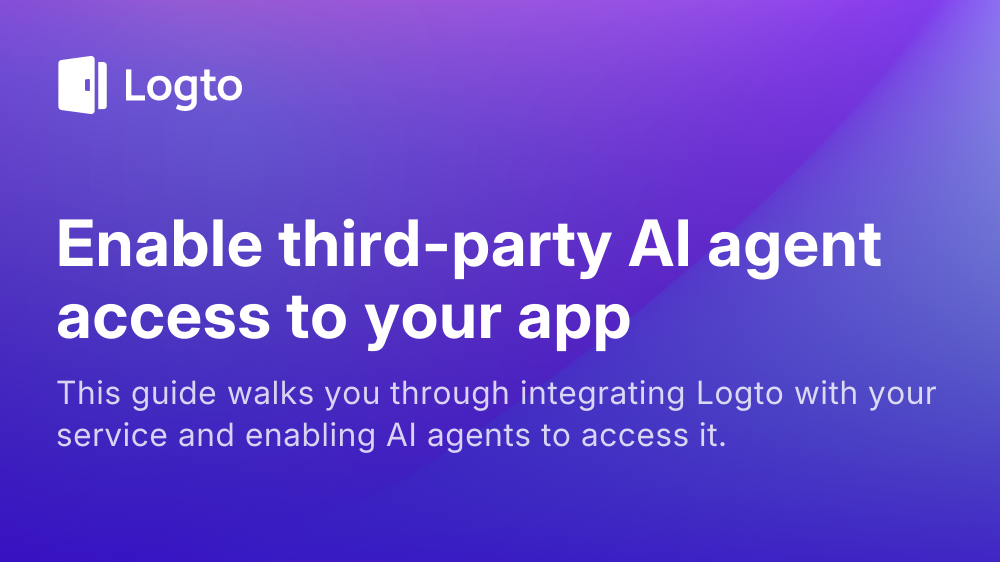 Logto
Enable third-party AI agent
access to your app
This guide walks you through integrating Logto with your
service and enabling AI agents to access it.